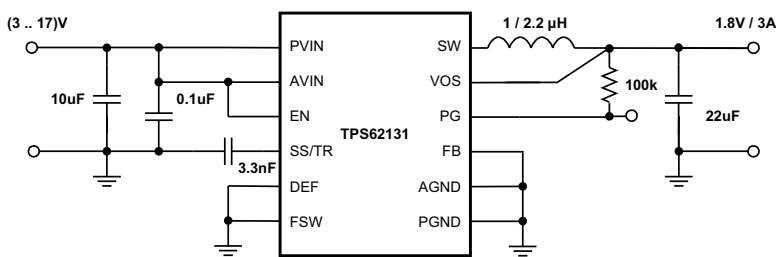 (3 .. 17)V
1 / 2.2 µH
1.8V / 3A
PVIN
SW
AVIN
VOS
10uF
0.1uF
100k
EN
PG
22uF
TPS62131
SS/TR
FB
3.3nF
DEF
AGND
FSW
PGND